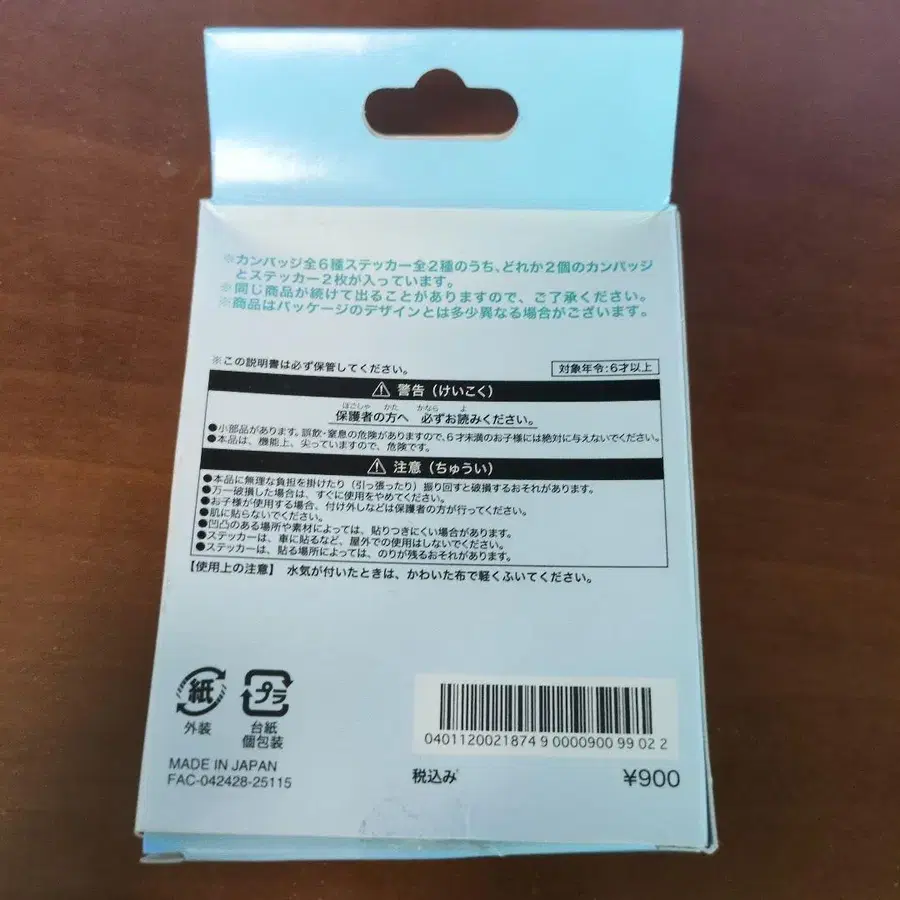 ※カンバッジ全6種ステッカー全2種のうち、どれか2個のカンバッジ
とステッカー2枚が入っています。
※同じ商品が続けて出ることがありますので、ご了承ください。
※商品はパッケージのデザインとは多少異なる場合がございます。
※この説明書は必ず保管してください。
対象年令:6才以上
⚠ 警告(けいこく)
ほごしゃ かた かなら よ
保護者の方へ 必ずお読みください。
●小部品があります。誤飲・窒息の危険がありますので、6才未満のお子様には絶対に与えないでください。
●本品は、機能上、尖っていますので、危険です。
⚠ 注意(ちゅうい)
●本品に無理な負担を掛けたり(引っ張ったり)振り回すと破損するおそれがあります。
●万一破損した場合は、すぐに使用をやめてください。
●お子様が使用する場合、付け外しなどは保護者の方が行ってください。
●肌に貼らないでください。
●凹凸のある場所や素材によっては、貼りつきにくい場合があります。
●ステッカーは、車に貼るなど、屋外での使用はしないでください。
●ステッカーは、貼る場所によっては、のりが残るおそれがあります。
【使用上の注意】 水気が付いたときは、かわいた布で軽くふいてください。
紙
外装
プラ
台紙
個包装
MADE IN JAPAN
FAC-042428-25115
0401120021874 9 0000900 99 02 2
税込み ¥900